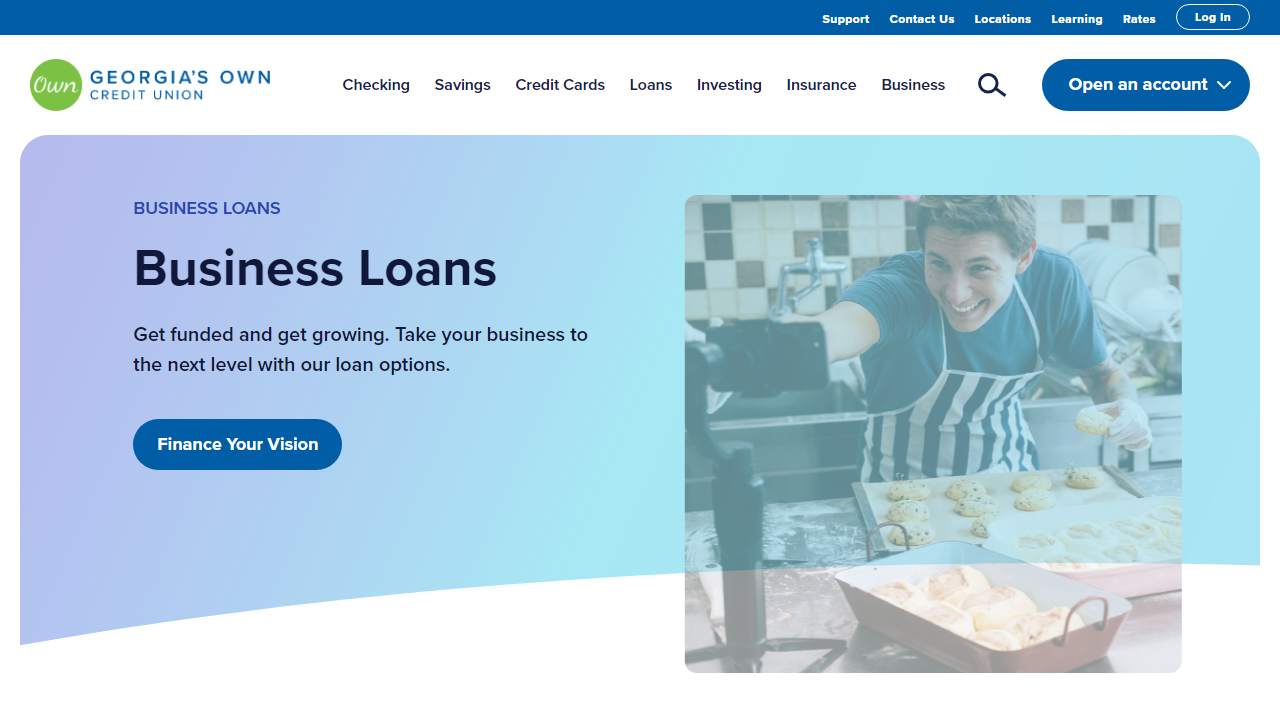 Support Contact Us Locations Learning Rates Log In
Own GEORGIA'S OWN
CREDIT UNION
Checking Savings Credit Cards Loans Investing Insurance Business Open an account
BUSINESS LOANS
Business Loans
Get funded and get growing. Take your business to
the next level with our loan options.
Finance Your Vision